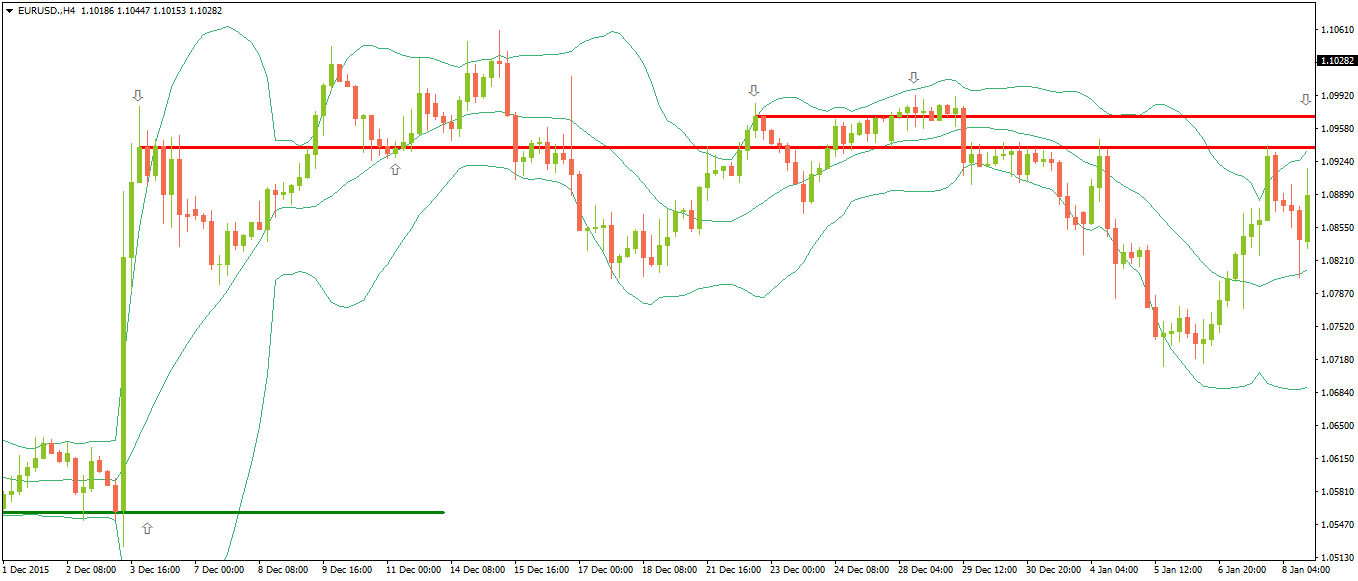 EURUSD.,H4 1.10186 1.10447 1.10153 1.10282
1.10610
1.10282
1.09920
1.09580
1.09240
1.08890
1.08550
1.08210
1.07870
1.07520
1.07180
1.06840
1.06500
1.06150
1.05810
1.05470
1.05130
1 Dec 2015
2 Dec 08:00
3 Dec 16:00
7 Dec 00:00
8 Dec 08:00
9 Dec 16:00
11 Dec 00:00
14 Dec 08:00
15 Dec 16:00
17 Dec 00:00
18 Dec 08:00
21 Dec 16:00
23 Dec 00:00
24 Dec 08:00
28 Dec 04:00
29 Dec 12:00
30 Dec 20:00
4 Jan 04:00
5 Jan 12:00
6 Jan 20:00
8 Jan 04:00